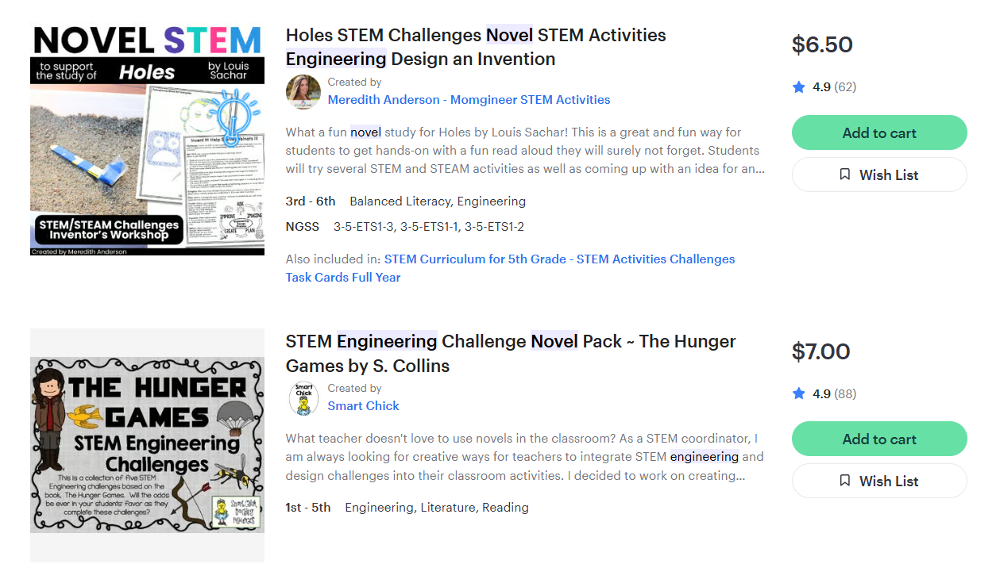 NOVEL STEM
to support
the study of
Holes
by Louis
Sachar
Invent It! Help
ASK
IMPROVE
IMAGINE
CREATE
PLAN
STEM/STEAM Challenges
Inventor's Workshop
Created by Meredith Anderson
Holes STEM Challenges Novel STEM Activities
Engineering Design an Invention
Created by
Meredith Anderson - Momgineer STEM Activities
What a fun novel study for Holes by Louis Sachar! This is a great and fun way for
students to get hands-on with a fun read aloud they will surely not forget. Students
will try several STEM and STEAM activities as well as coming up with an idea for an...
3rd - 6th Balanced Literacy, Engineering
NGSS 3-5-ETS1-3, 3-5-ETS1-1, 3-5-ETS1-2
Also included in: STEM Curriculum for 5th Grade - STEM Activities Challenges
Task Cards Full Year
$6.50
4.9 (62)
Add to cart
Wish List
THE HUNGER
GAMES
STEM Engineering
Challenges
This is a collection of five STEM
Engineering challenges based on the
book, The Hunger Games. Will the odds
be ever in your students' favor as they
complete these challenges?
Smart Chick
STEM Engineering Challenge Novel Pack ~ The Hunger
Games by S. Collins
Smart
Chick
Created by
Smart Chick
What teacher doesn't love to use novels in the classroom? As a STEM coordinator, I
am always looking for creative ways for teachers to integrate STEM engineering and
design challenges into their classroom activities. I decided to work on creating...
1st - 5th Engineering, Literature, Reading
$7.00
4.9 (88)
Add to cart
Wish List